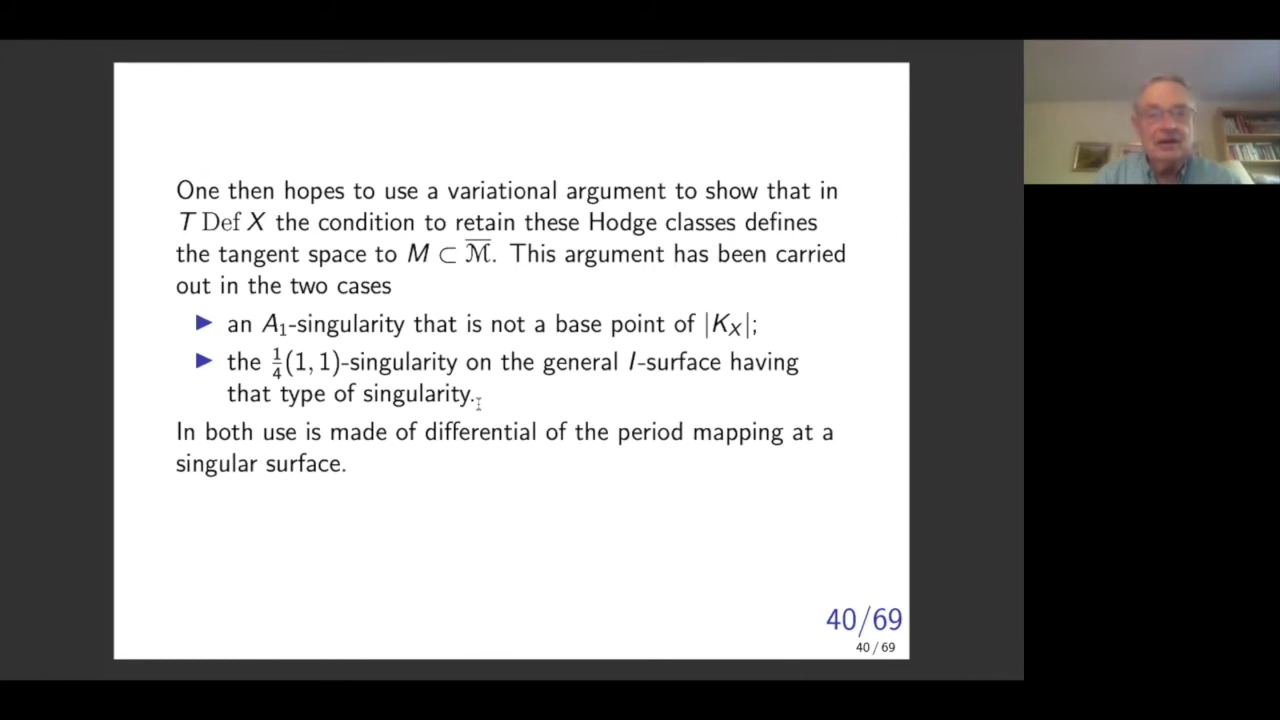 One then hopes to use a variational argument to show that in
T Def X the condition to retain these Hodge classes defines
the tangent space to M ⊂ ℳ̅. This argument has been carried
out in the two cases
▶ an A₁-singularity that is not a base point of |K_X|;
▶ the 1/4(1, 1)-singularity on the general I-surface having
that type of singularity.
In both use is made of differential of the period mapping at a
singular surface.
40/69
40 / 69